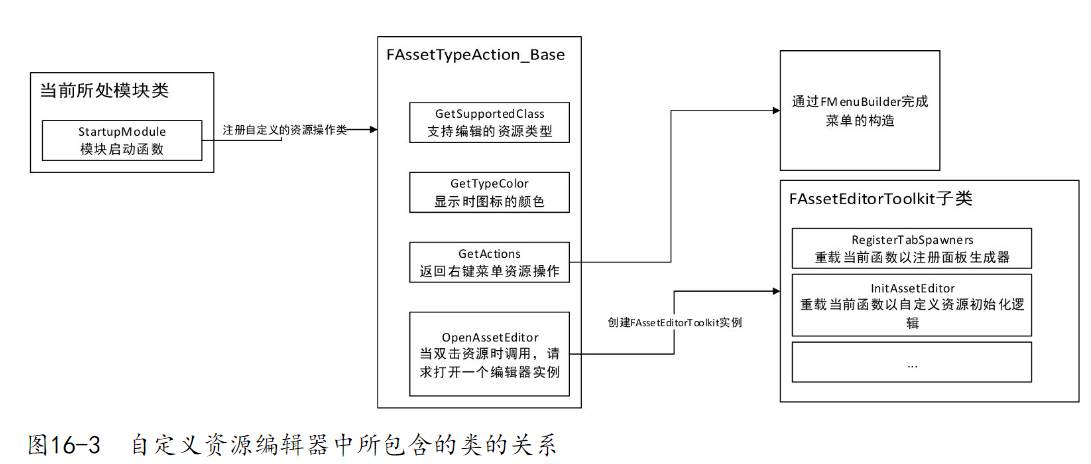 当前所处模块类
StartupModule
模块启动函数
注册自定义的资源操作类
FAssetTypeAction_Base
GetSupportedClass
支持编辑的资源类型
GetTypeColor
显示时图标的颜色
GetActions
返回右键菜单资源操作
OpenAssetEditor
当双击资源时调用，请
求打开一个编辑器实例
创建FAssetEditorToolkit实例
通过FMenuBuilder完成
菜单的构造
FAssetEditorToolkit子类
RegisterTabSpawners
重载当前函数以注册面板生成器
InitAssetEditor
重载当前函数以自定义资源初始化逻
辑
...
图16-3 自定义资源编辑器中所包含的类的关系